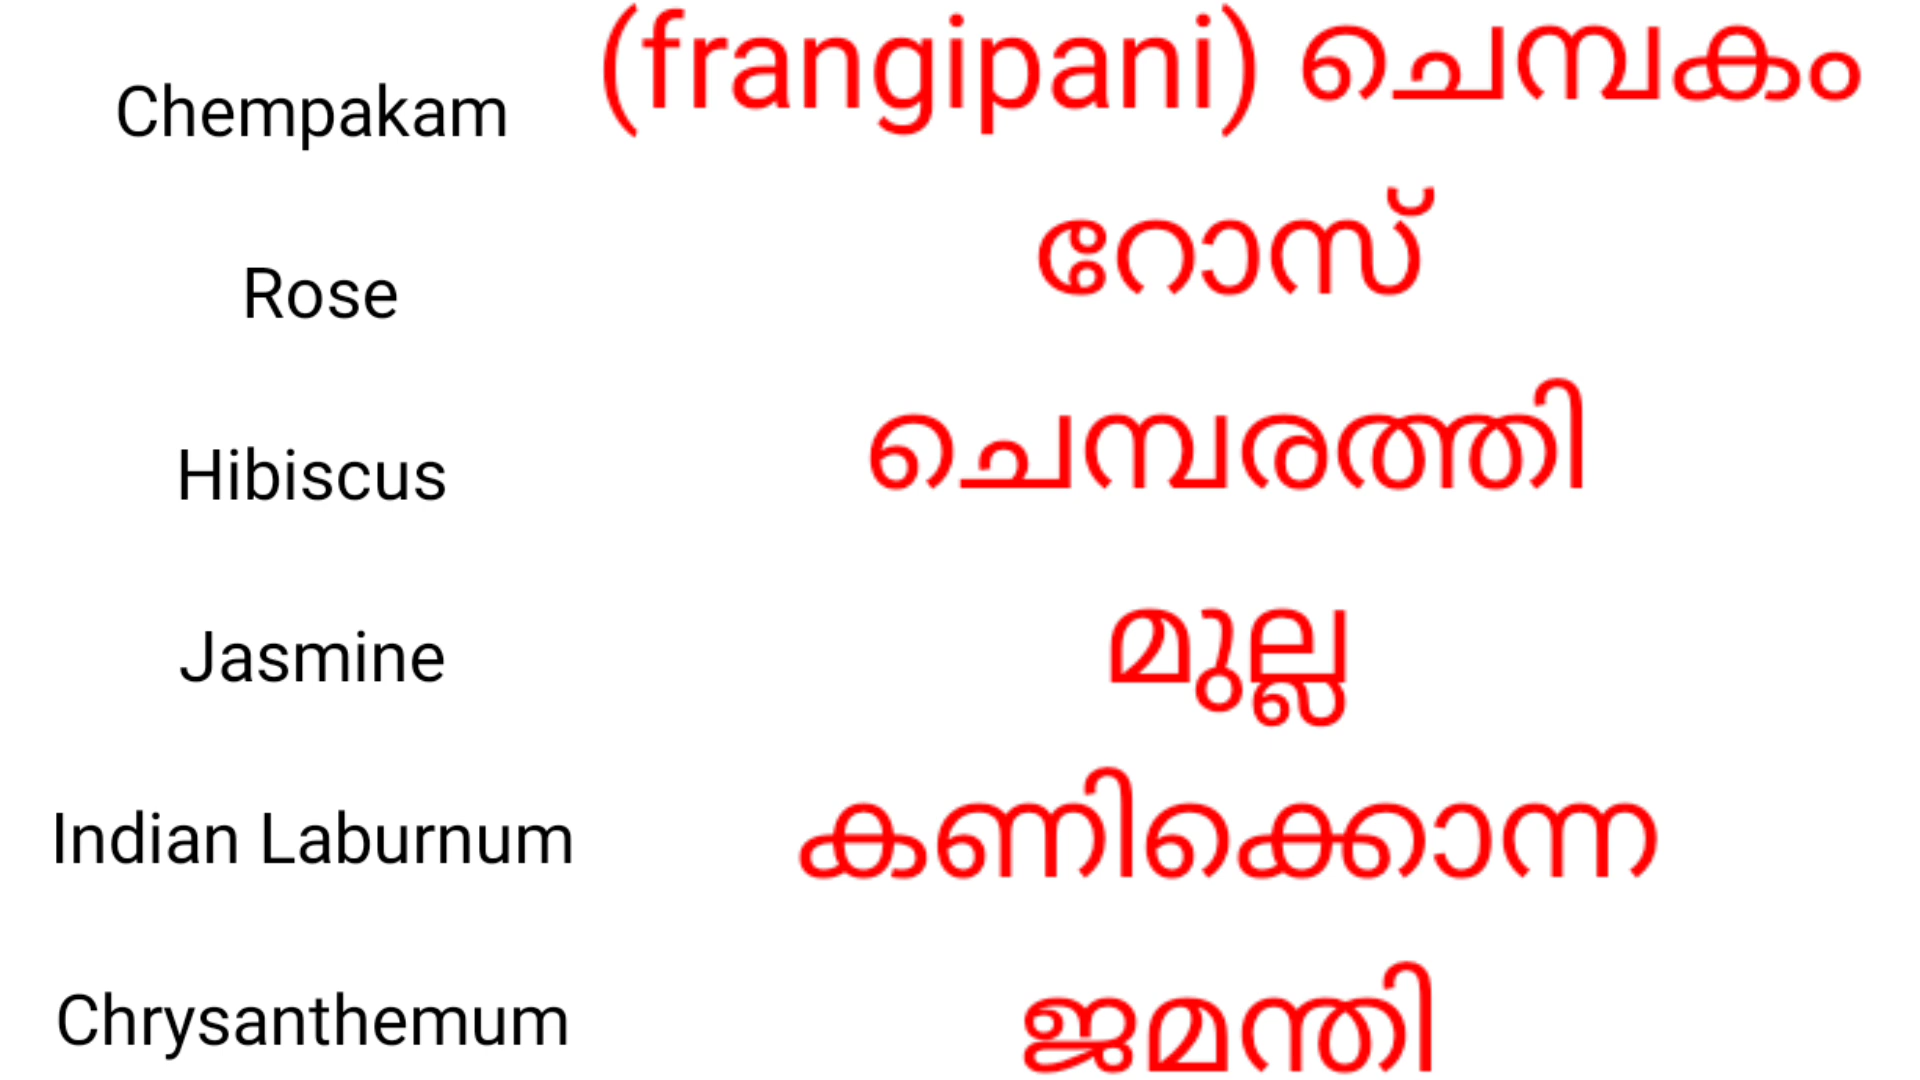 Chempakam (frangipani) ചെമ്പകം
Rose റോസ്
Hibiscus ചെമ്പരത്തി
Jasmine മുല്ല
Indian Laburnum കണിക്കൊന്ന
Chrysanthemum ജമന്തി